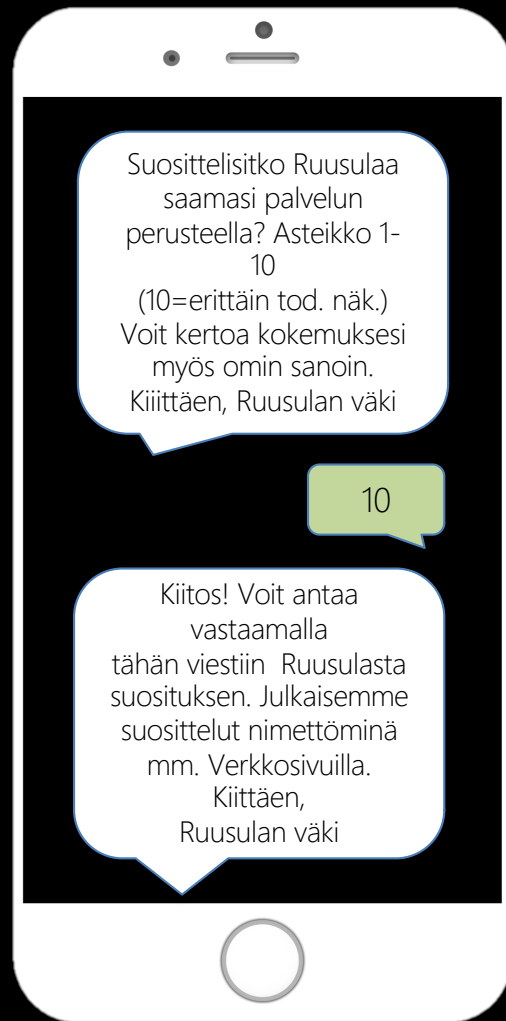 Suosittelisitko Ruusulaa
saamasi palvelun
perusteella? Asteikko 1-
10
(10=erittäin tod. näk.)
Voit kertoa kokemuksesi
myös omin sanoin.
Kiiittäen, Ruusulan väki
10
Kiitos! Voit antaa
vastaamalla
tähän viestiin  Ruusulasta
suosituksen. Julkaisemme
suosittelut nimettöminä
mm. Verkkosivuilla.
Kiittäen,
Ruusulan väki